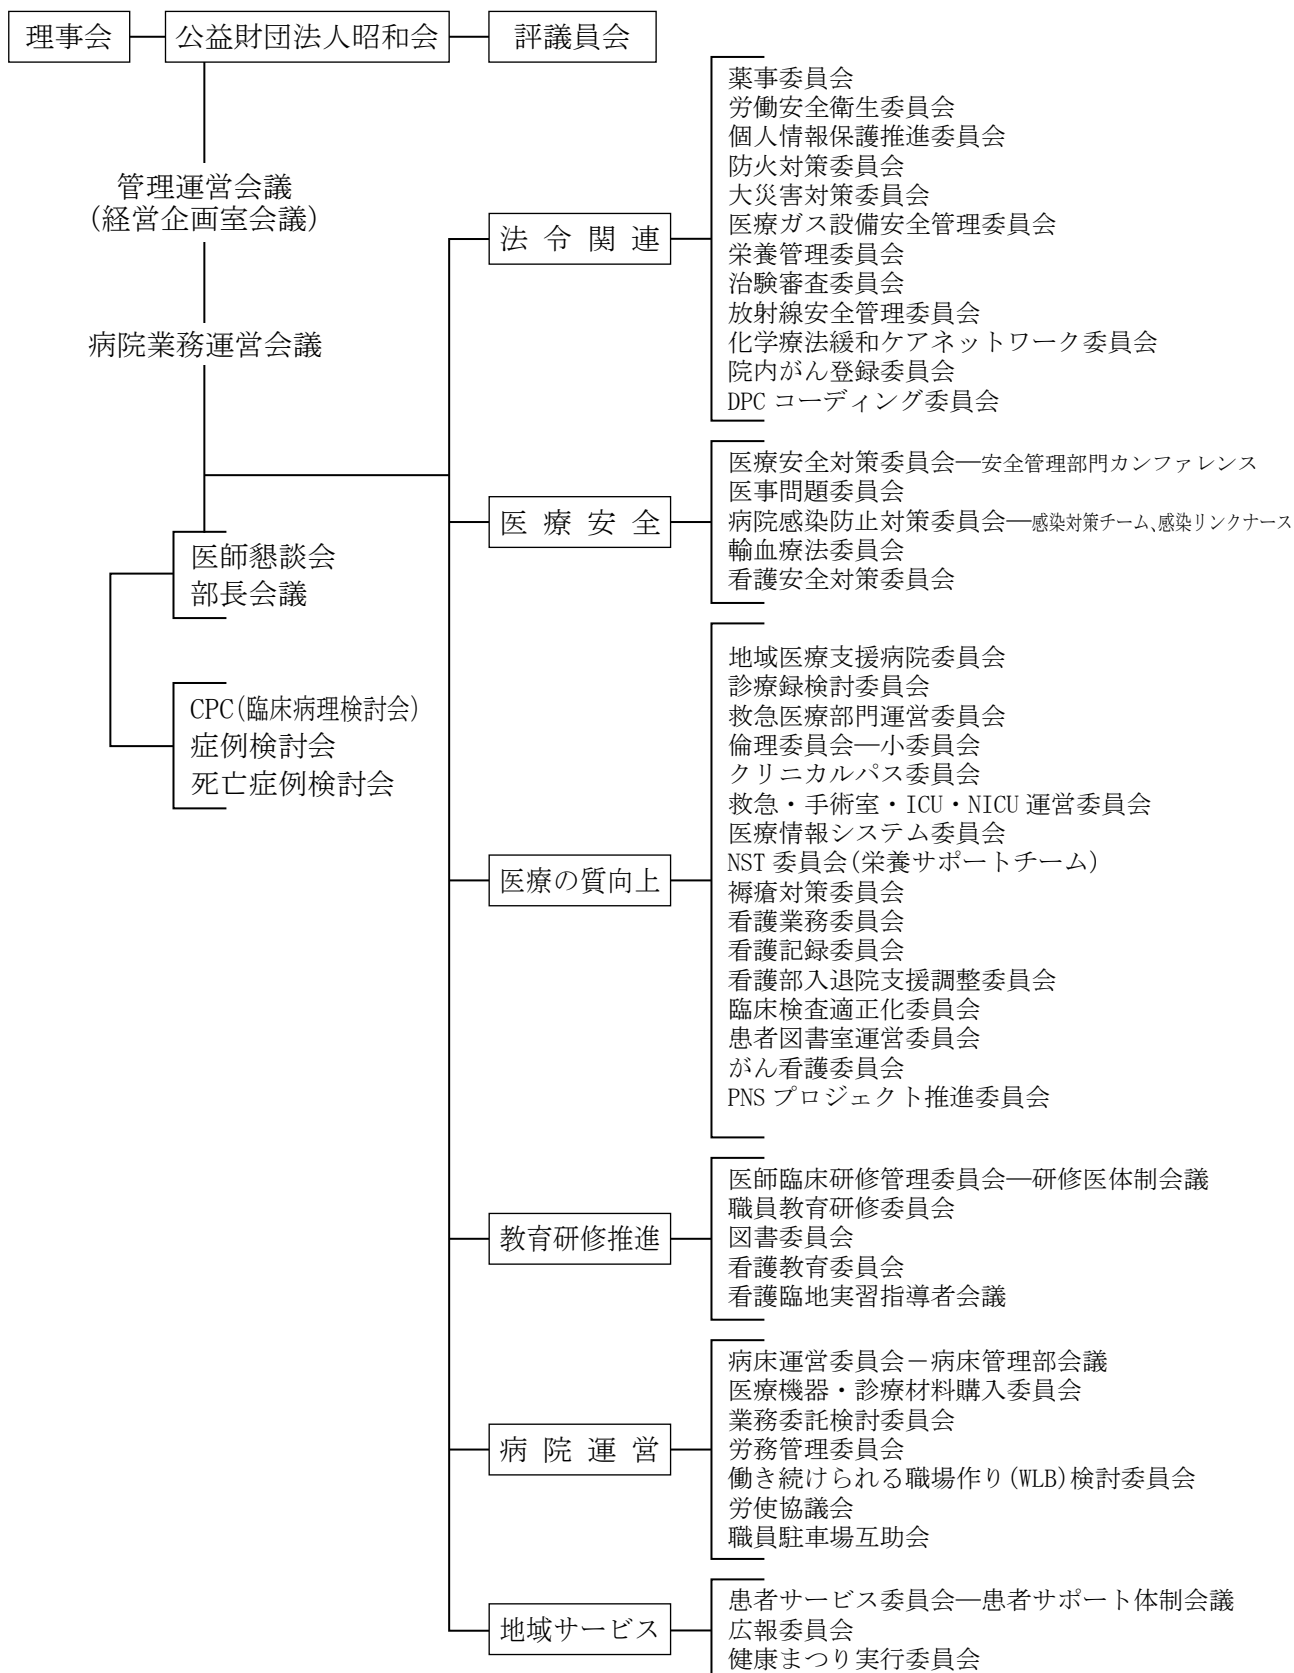 理事会
公益財団法人昭和会
評議員会
管理運営会議
(経営企画室会議)
病院業務運営会議
医師懇談会
部長会議
CPC(臨床病理検討会)
症例検討会
死亡症例検討会
法令関連
薬事委員会
労働安全衛生委員会
個人情報保護推進委員会
防火対策委員会
大災害対策委員会
医療ガス設備安全管理委員会
栄養管理委員会
治験審査委員会
放射線安全管理委員会
化学療法緩和ケアネットワーク委員会
院内がん登録委員会
DPC コーディング委員会
医療安全
医療安全対策委員会―安全管理部門カンファレンス
医事問題委員会
病院感染防止対策委員会―感染対策チーム、感染リンクナース
輸血療法委員会
看護安全対策委員会
医療の質向上
地域医療支援病院委員会
診療録検討委員会
救急医療部門運営委員会
倫理委員会―小委員会
クリニカルパス委員会
救急・手術室・ICU・NICU 運営委員会
医療情報システム委員会
NST 委員会(栄養サポートチーム)
褥瘡対策委員会
看護業務委員会
看護記録委員会
看護部入退院支援調整委員会
臨床検査適正化委員会
患者図書室運営委員会
がん看護委員会
PNS プロジェクト推進委員会
教育研修推進
医師臨床研修管理委員会―研修医体制会議
職員教育研修委員会
図書委員会
看護教育委員会
看護臨地実習指導者会議
病院運営
病床運営委員会－病床管理部会議
医療機器・診療材料購入委員会
業務委託検討委員会
労務管理委員会
働き続けられる職場作り(WLB)検討委員会
労使協議会
職員駐車場互助会
地域サービス
患者サービス委員会―患者サポート体制会議
広報委員会
健康まつり実行委員会